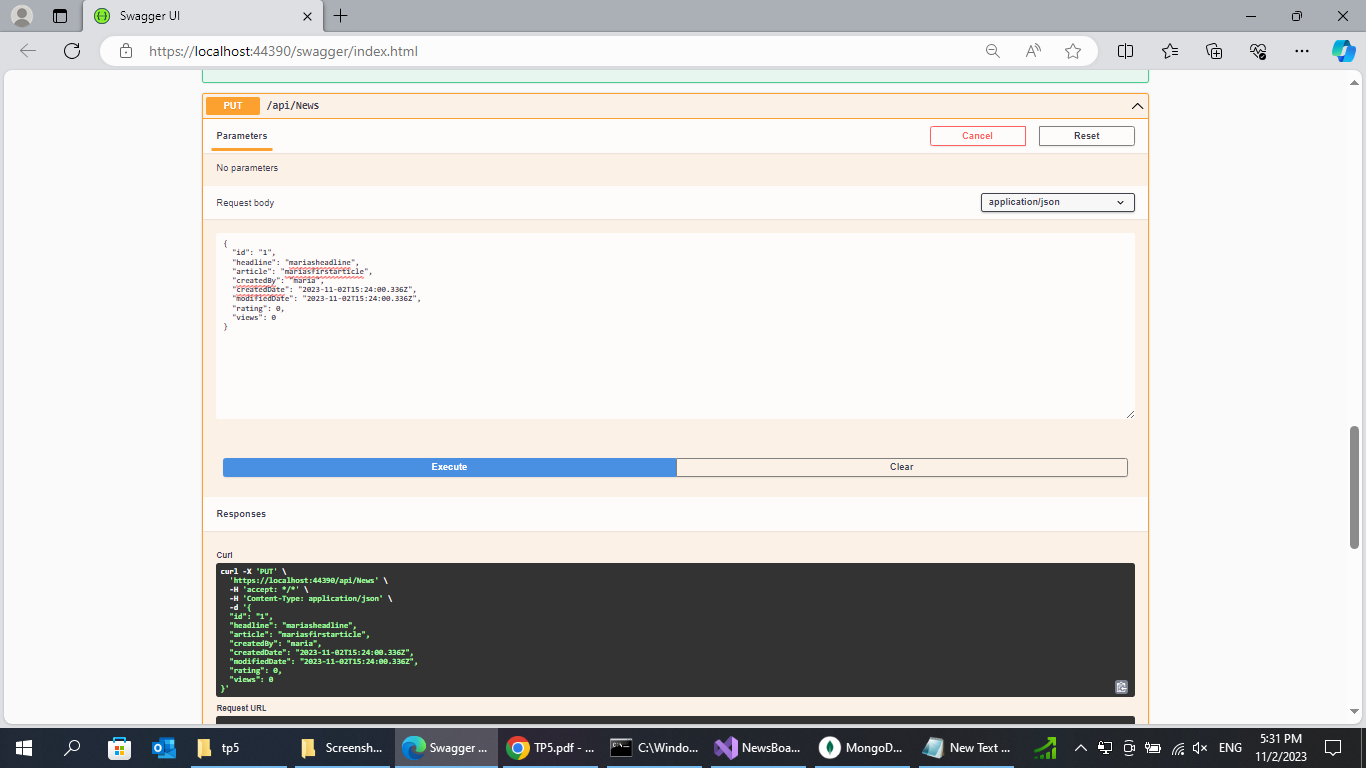 Swagger UI
https://localhost:44390/swagger/index.html
PUT /api/News
Parameters
Cancel
Reset
No parameters
Request body
application/json
{
"id": "1",
"headline": "mariasheadline",
"article": "mariasfirstarticle",
"createdBy": "maria",
"createdDate": "2023-11-02T15:24:00.336Z",
"modifiedDate": "2023-11-02T15:24:00.336Z",
"rating": 0,
"views": 0
}
Execute
Clear
Responses
Curl
curl -X 'PUT' \
'https://localhost:44390/api/News' \
-H 'accept: */*' \
-H 'Content-Type: application/json' \
-d '{
"id": "1",
"headline": "mariasheadline",
"article": "mariasfirstarticle",
"createdBy": "maria",
"createdDate": "2023-11-02T15:24:00.336Z",
"modifiedDate": "2023-11-02T15:24:00.336Z",
"rating": 0,
"views": 0
}'
Request URL
tp5
Screensh...
Swagger ...
TP5.pdf - ...
C:\Windo...
NewsBoa...
MongoD...
New Text ...
ENG
5:31 PM
11/2/2023